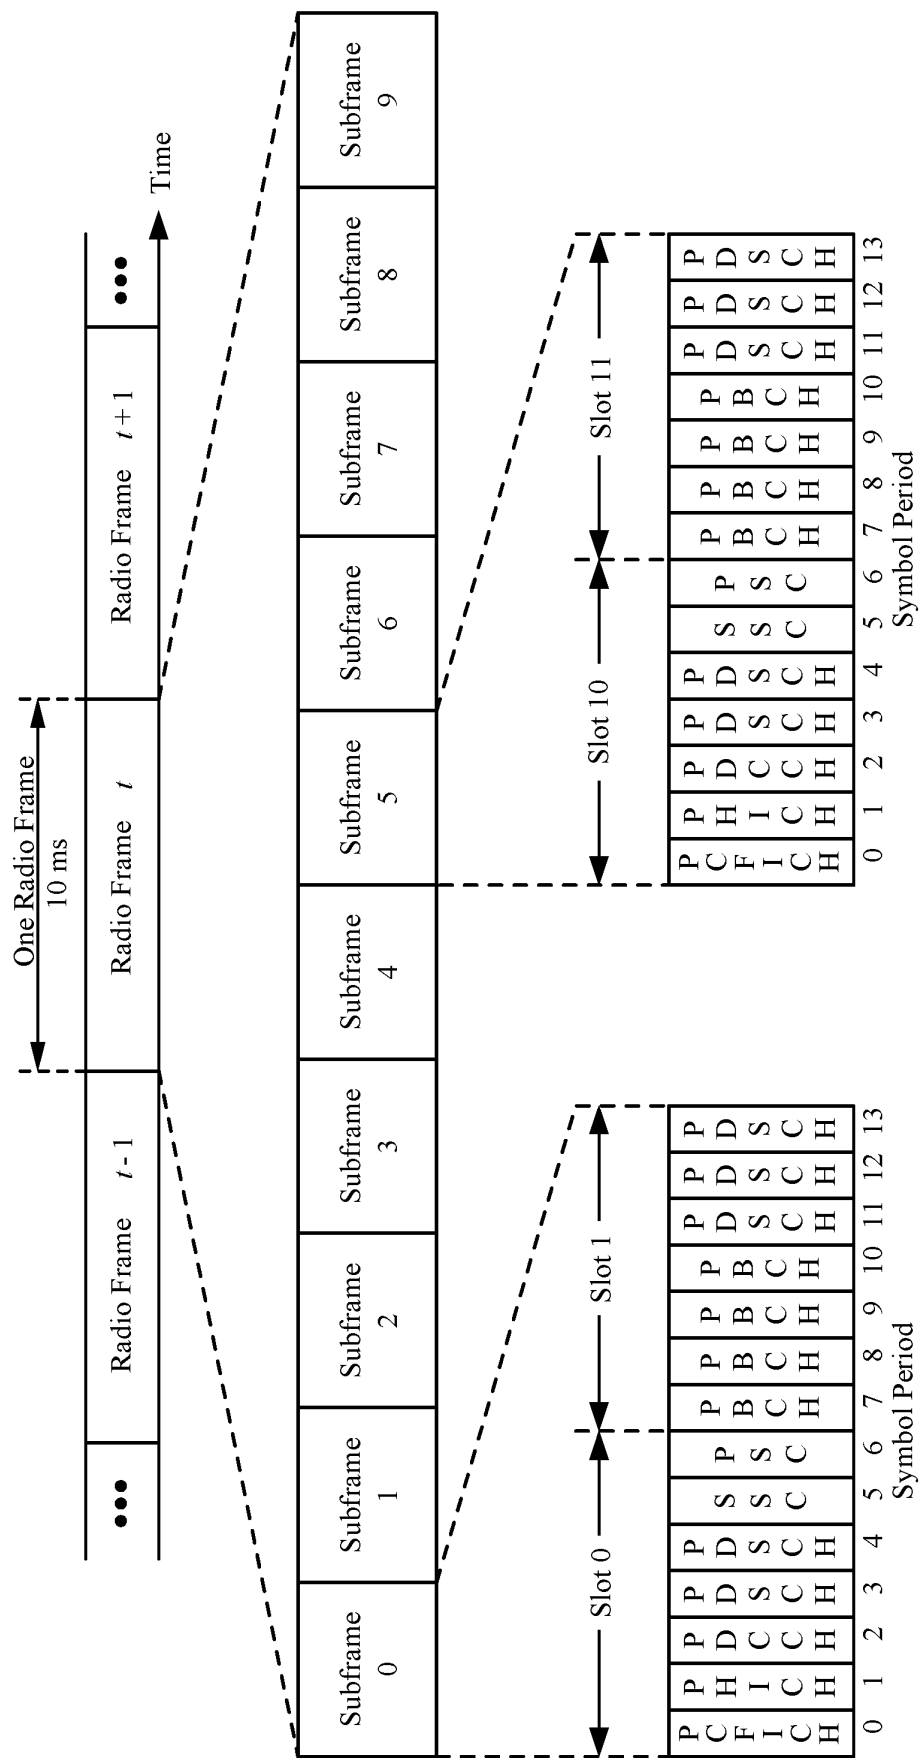 One Radio Frame
10 ms
••• Radio Frame t-1 Radio Frame t Radio Frame t+1 •••
Time
Subframe 0
Subframe 1
Subframe 2
Subframe 3
Subframe 4
Subframe 5
Subframe 6
Subframe 7
Subframe 8
Subframe 9
Slot 0 Slot 1
PCFICH PHICH PDCCH PDSCH PDSCH SSC PSC PBCH PBCH PBCH PBCH PDSCH PDSCH PDSCH
0 1 2 3 4 5 6 7 8 9 10 11 12 13
Symbol Period
Slot 10 Slot 11
PCFICH PHICH PDCCH PDSCH PDSCH SSC PSC PBCH PBCH PBCH PBCH PDSCH PDSCH PDSCH
0 1 2 3 4 5 6 7 8 9 10 11 12 13
Symbol Period